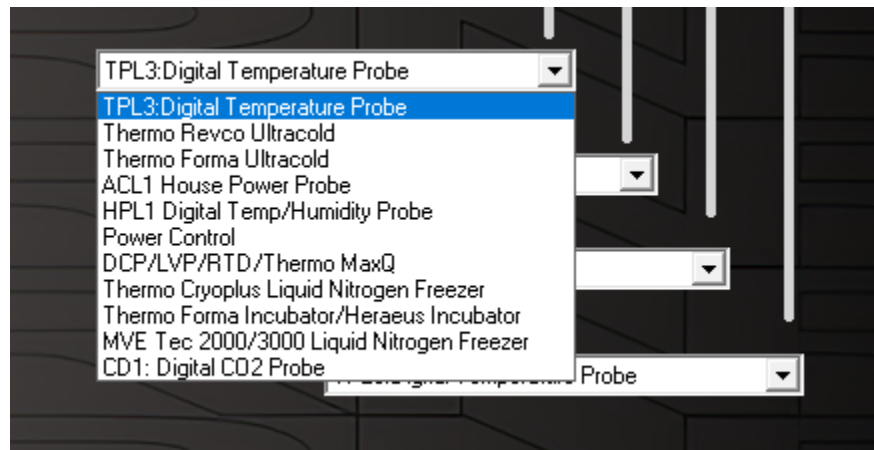 TPL3:Digital Temperature Probe
TPL3:Digital Temperature Probe
Thermo Revco Ultracold
Thermo Forma Ultracold
ACL1 House Power Probe
HPL1 Digital Temp/Humidity Probe
Power Control
DCP/LVP/RTD/Thermo MaxQ
Thermo Cryoplus Liquid Nitrogen Freezer
Thermo Forma Incubator/Heraeus Incubator
MVE Tec 2000/3000 Liquid Nitrogen Freezer
CD1: Digital CO2 Probe
Probe